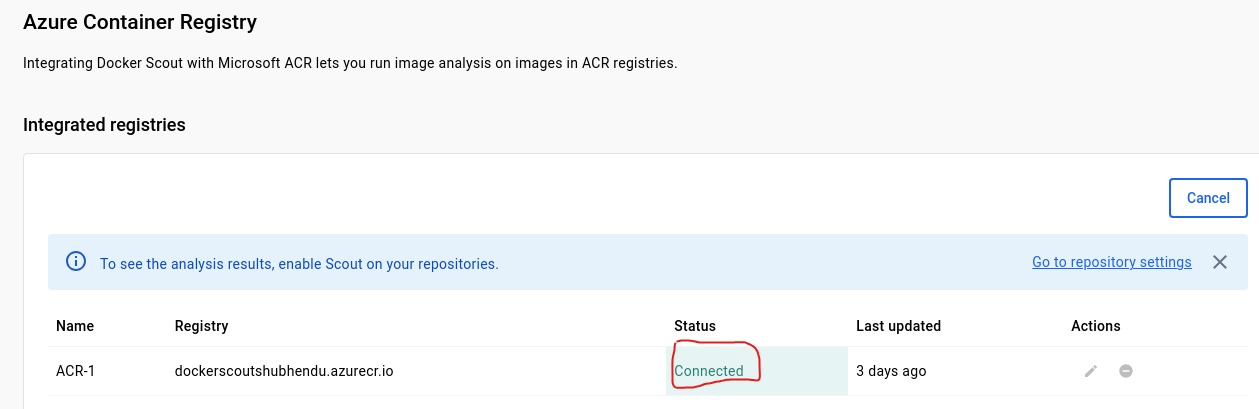 Azure Container Registry
Integrating Docker Scout with Microsoft ACR lets you run image analysis on images in ACR registries.
Integrated registries
Cancel
To see the analysis results, enable Scout on your repositories. Go to repository settings
Name Registry Status Last updated Actions
ACR-1 dockerscoutshubhendu.azurecr.io Connected 3 days ago